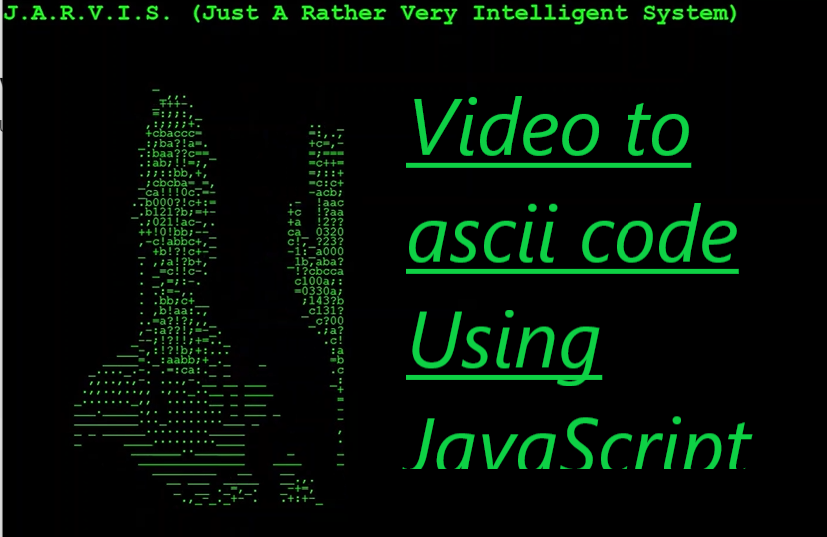 J.A.R.V.I.S. (Just A Rather Very Intelligent System)
Video to
ascii code
Using
JavaScript